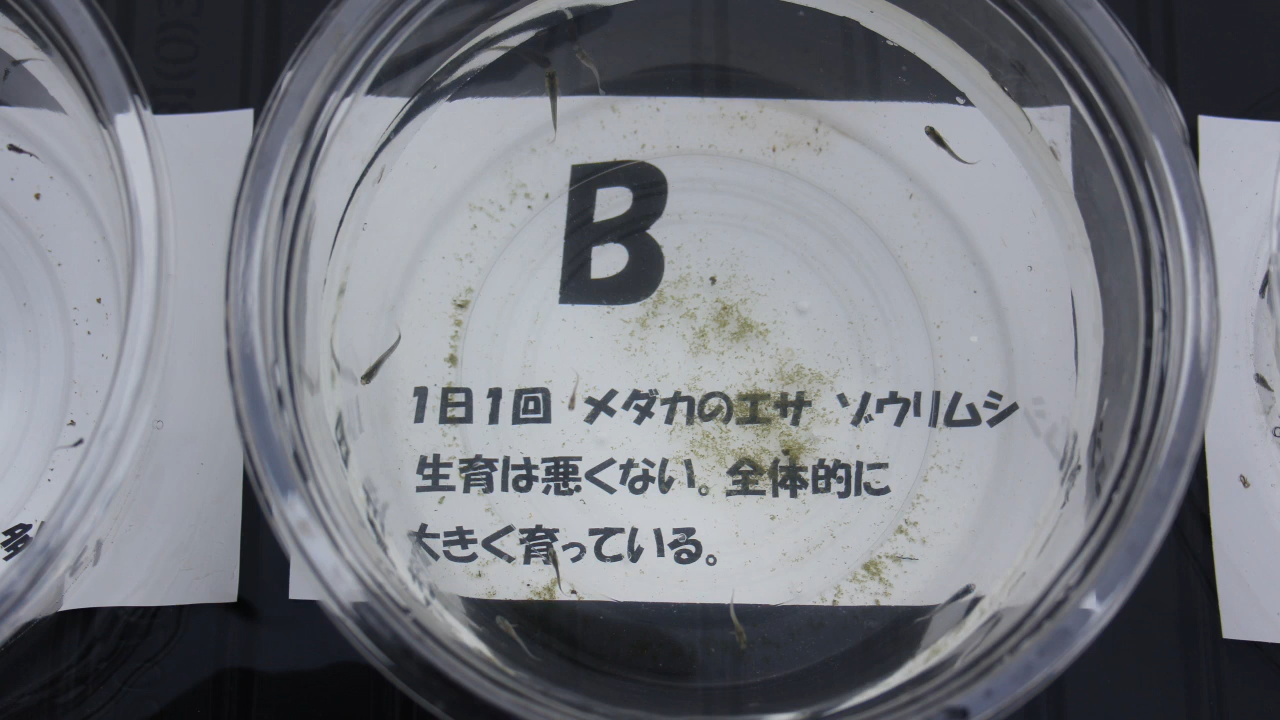 B
1日1回 メダカのエサ ゾウリムシ
生育は悪くない。全体的に
大きく育っている。
多